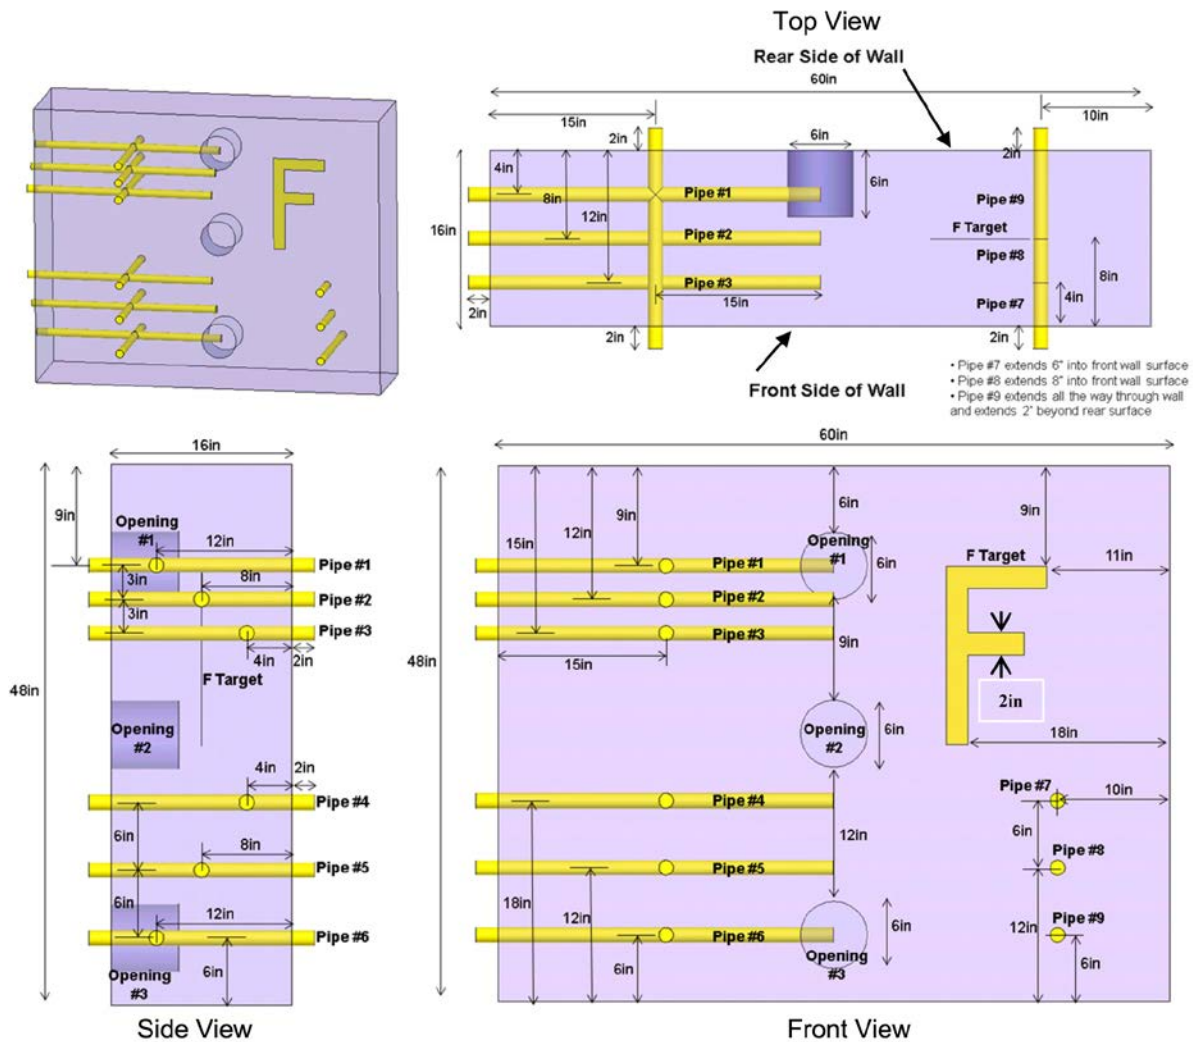 Top View
Rear Side of Wall
60in
15in
10in
2in
6in
2in
4in
8in
12in
16in
6in
Pipe #1
Pipe #2
Pipe #3
Pipe #9
F Target
Pipe #8
Pipe #7
8in
4in
15in
2in
2in
2in
Front Side of Wall
• Pipe #7 extends 6" into front wall surface
• Pipe #8 extends 8" into front wall surface
• Pipe #9 extends all the way through wall
and extends 2" beyond rear surface
16in
9in
Opening
#1
12in
Pipe #1
3in
8in
Pipe #2
3in
Pipe #3
4in
2in
F Target
48in
Opening
#2
4in
2in
Pipe #4
6in
8in
Pipe #5
6in
12in
Pipe #6
6in
Opening
#3
Side View
60in
6in
9in
9in
12in
15in
Opening
#1
6in
F Target
11in
Pipe #1
Pipe #2
Pipe #3
9in
15in
48in
2in
Opening
#2
6in
18in
Pipe #7
10in
Pipe #4
12in
6in
Pipe #8
Pipe #5
18in
12in
Pipe #9
12in
6in
Pipe #6
6in
Opening
#3
6in
Front View